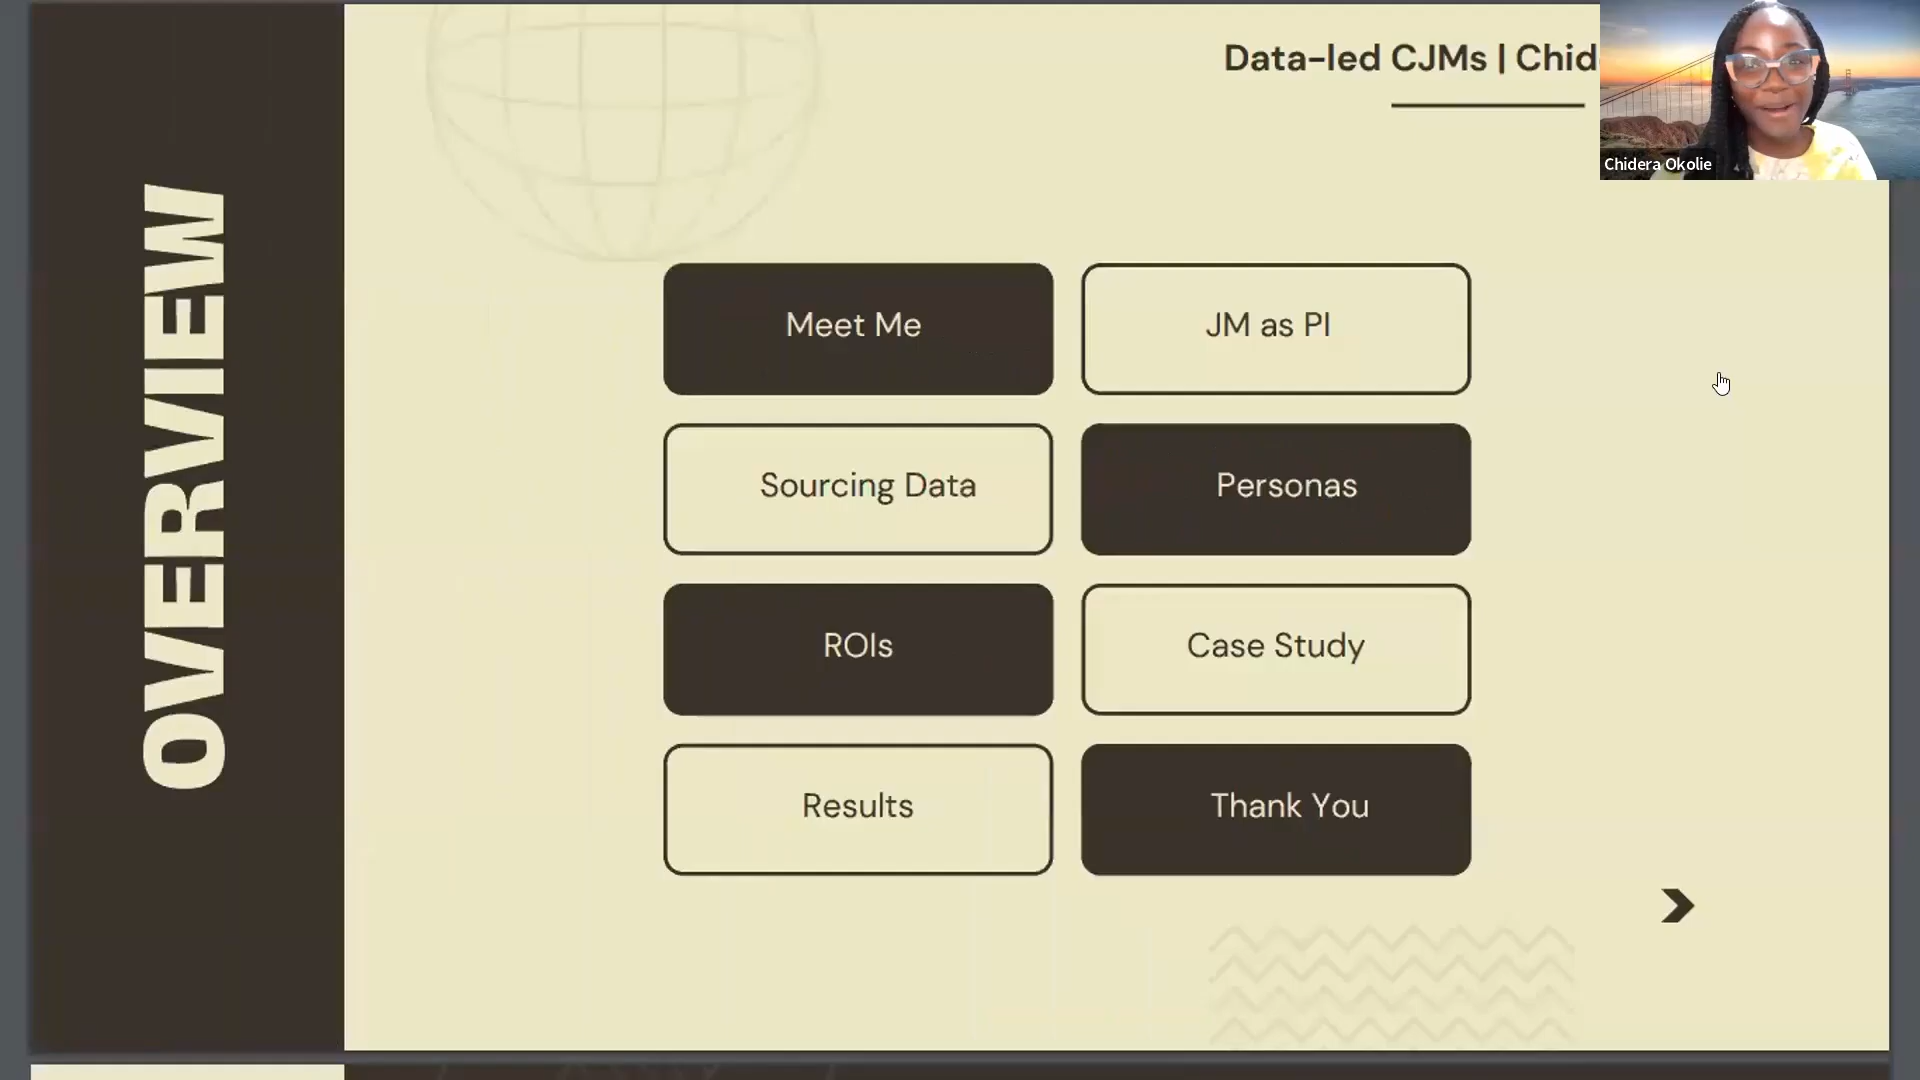 OVERVIEW
Data-led CJMs | Chid
Chidera Okolie
Meet Me
JM as PI
Sourcing Data
Personas
ROIs
Case Study
Results
Thank You